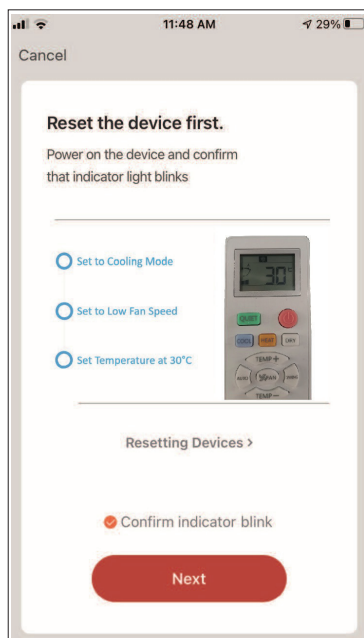 11:48 AM
29%
Cancel
Reset the device first.
Power on the device and confirm
that indicator light blinks
Set to Cooling Mode
Set to Low Fan Speed
Set Temperature at 30°C
30°C
QUIET
COOL HEAT DRY
TEMP +
FAN
TEMP −
Resetting Devices >
Confirm indicator blink
Next